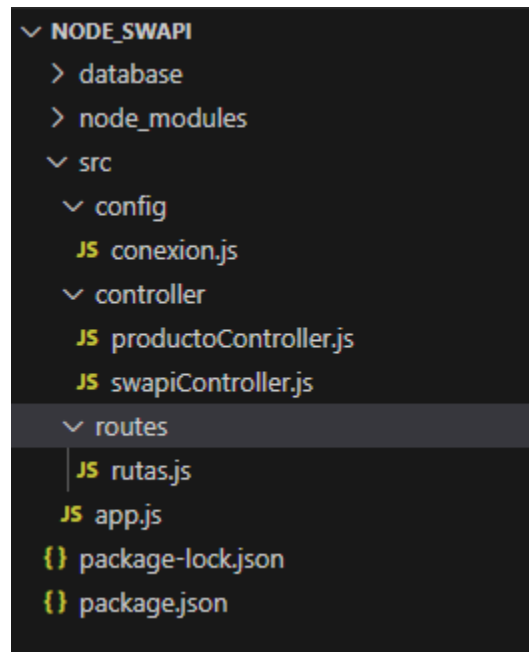 NODE_SWAPI
database
node_modules
src
config
JS conexion.js
controller
JS productoController.js
JS swapiController.js
routes
JS rutas.js
JS app.js
{} package-lock.json
{} package.json